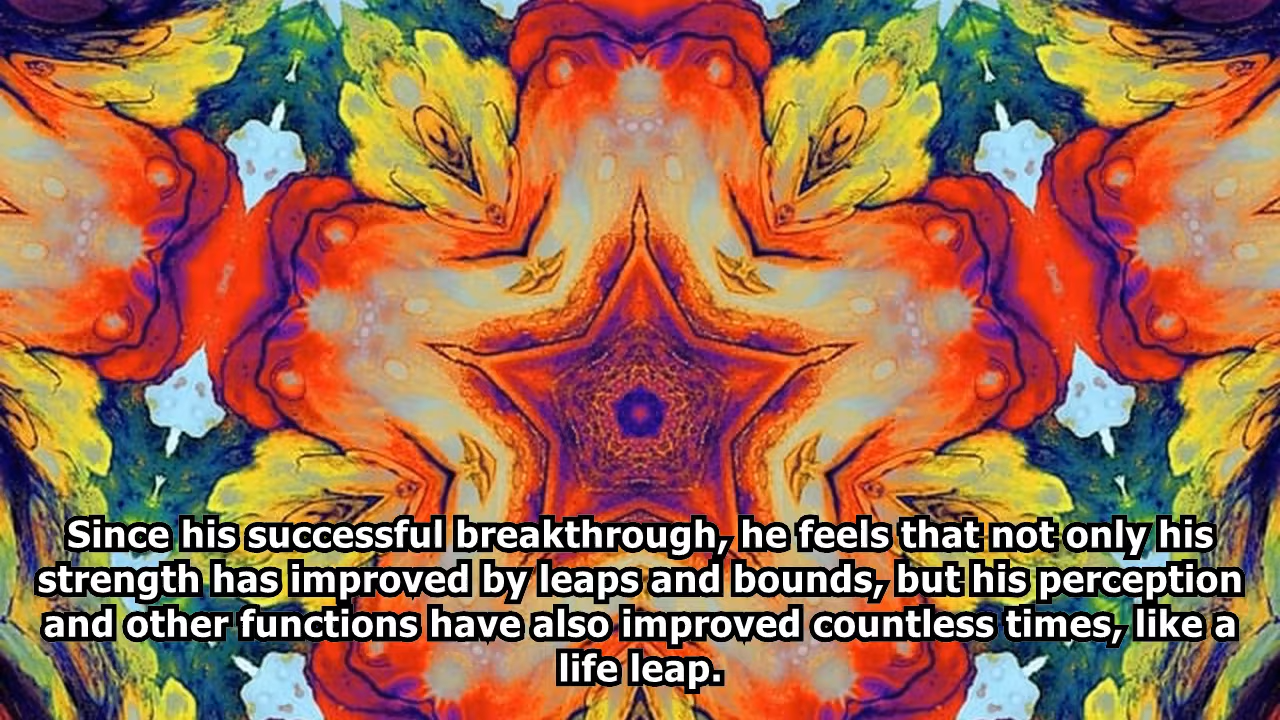 Since his successful breakthrough, he feels that not only his
strength has improved by leaps and bounds, but his perception
and other functions have also improved countless times, like a
life leap.